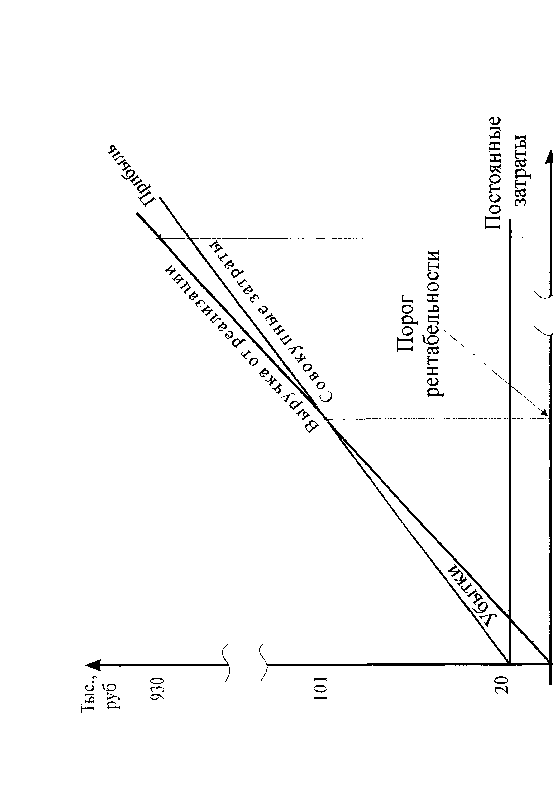 Тыс.,
руб
930
101
20
Прибыль
Выручка от реализации
Совокупные затраты
Убытки
Порог
рентабельности
Постоянные
затраты